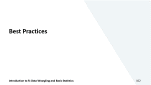 Best Practices
Introduction to R: Data Wrangling and Basic Statistics